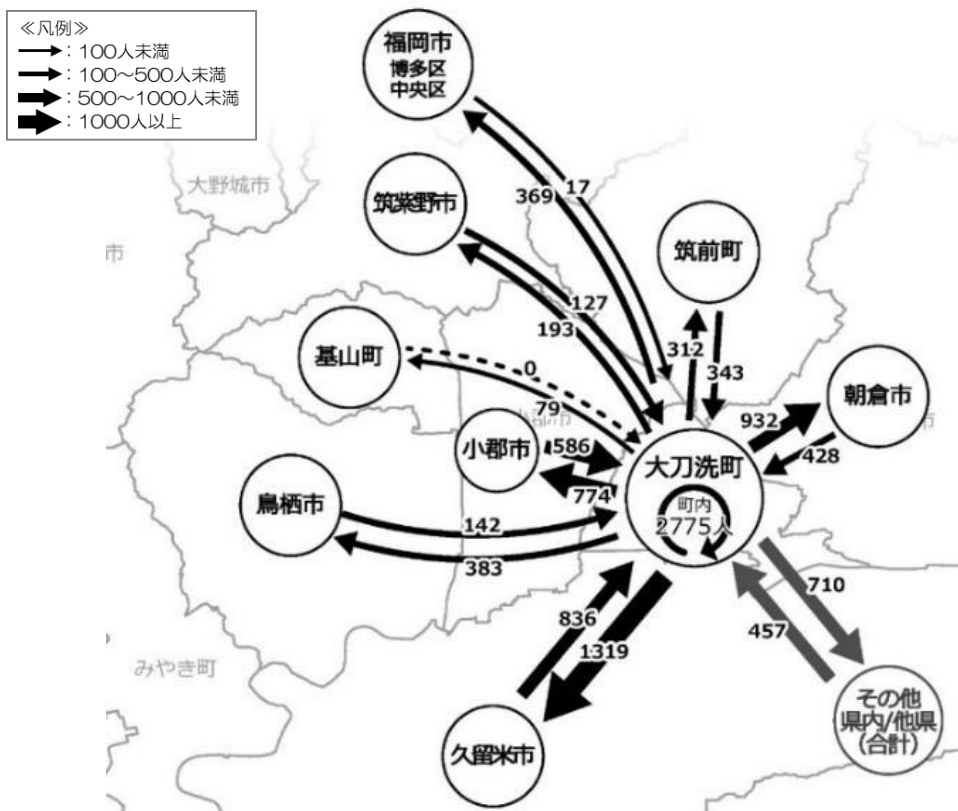 ≪凡例≫
：100人未満
：100～500人未満
：500～1000人未満
：1000人以上
福岡市
博多区
中央区
大野城市
17
369
筑紫野市
筑前町
市
127
193
312
343
基山町
0
79
朝倉市
932
428
市
小郡市
小郡市
586
774
大刀洗町
町内
2775人
鳥栖市
142
383
836
1319
710
457
みやき町
久留米市
その他
県内/他県
(合計)